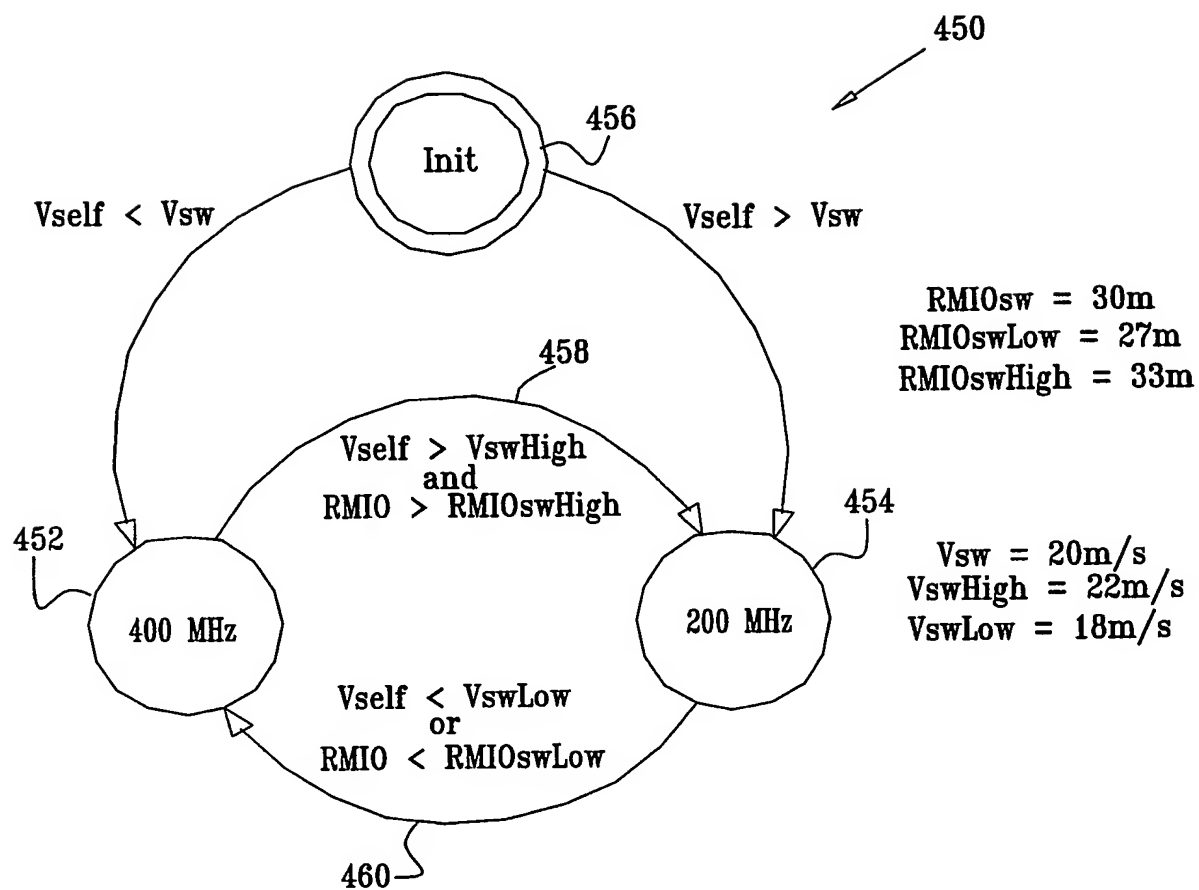 450
456
Init
Vself < Vsw
Vself > Vsw
RMIOsw = 30m
RMIOswLow = 27m
RMIOswHigh = 33m
458
Vself > VswHigh
and
RMIO > RMIOswHigh
452
454
Vsw = 20m/s
VswHigh = 22m/s
VswLow = 18m/s
400 MHz
200 MHz
Vself < VswLow
or
RMIO < RMIOswLow
460